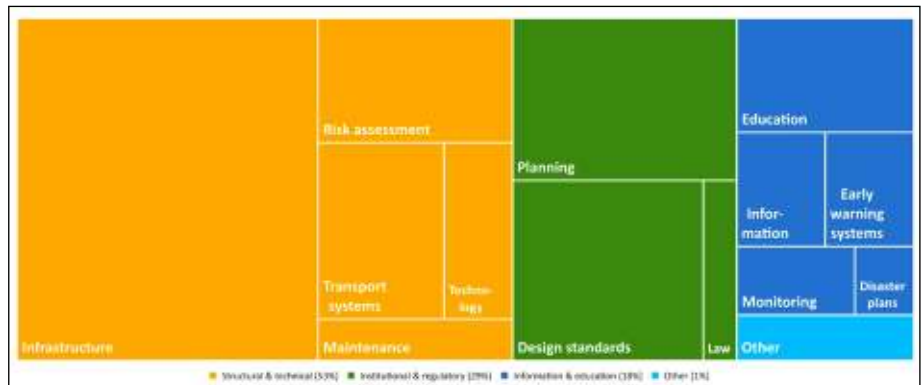 Risk assessment
Education
Planning
Infor-
mation
Early
warning
systems
Transport
systems
Techno-
logy
Monitoring
Disaster
plans
Infrastructure
Maintenance
Design standards
Law
Other
Structural & technical (53%) Institutional & regulatory (29%) Information & education (18%) Other (1%)